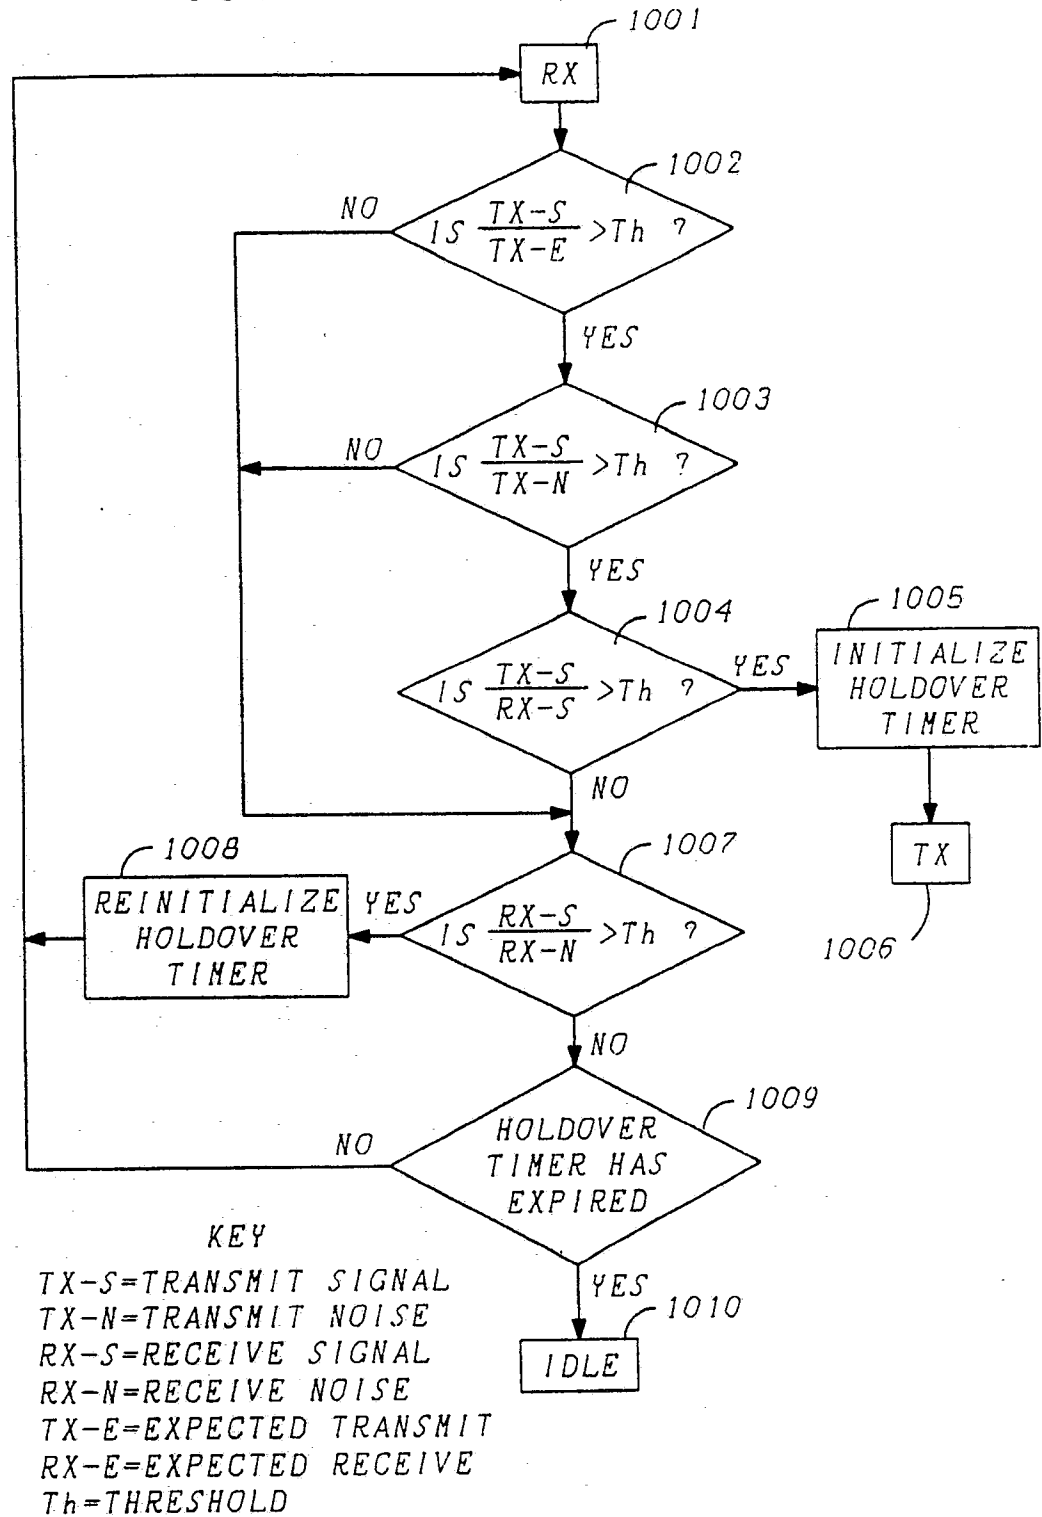 1001
RX
1002
NO
IS TX-S/TX-E >Th ?
YES
1003
NO
IS TX-S/TX-N >Th ?
YES
1004
IS TX-S/RX-S >Th ?
YES
1005
INITIALIZE
HOLDOVER
TIMER
NO
TX
1006
1007
1008
REINITIALIZE
HOLDOVER
TIMER
YES
IS RX-S/RX-N >Th ?
NO
1009
NO
HOLDOVER
TIMER HAS
EXPIRED
YES
1010
IDLE
KEY
TX-S=TRANSMIT SIGNAL
TX-N=TRANSMIT NOISE
RX-S=RECEIVE SIGNAL
RX-N=RECEIVE NOISE
TX-E=EXPECTED TRANSMIT
RX-E=EXPECTED RECEIVE
Th=THRESHOLD